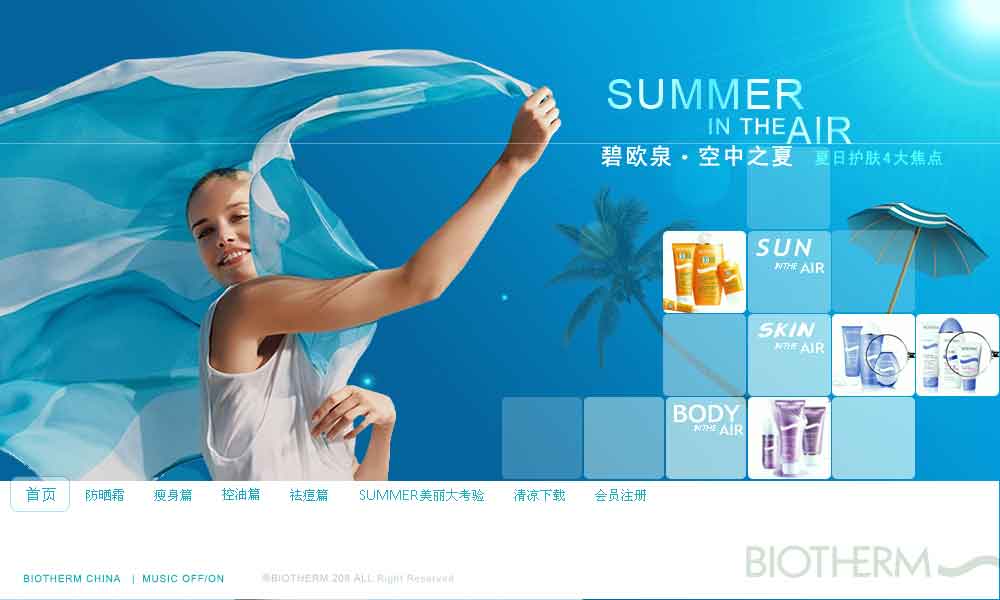 SUMMER
IN THE AIR
碧欧泉·空中之夏 夏日护肤4大焦点
SUN
IN THE AIR
SKIN
IN THE AIR
BODY
IN THE AIR
首页 防晒霜 瘦身篇 控油篇 祛痘篇 SUMMER美丽大考验 清凉下载 会员注册
BIOTHERM
BIOTHERM CHINA | MUSIC OFF/ON ®BIOTHERM 208 ALL Right Reserved